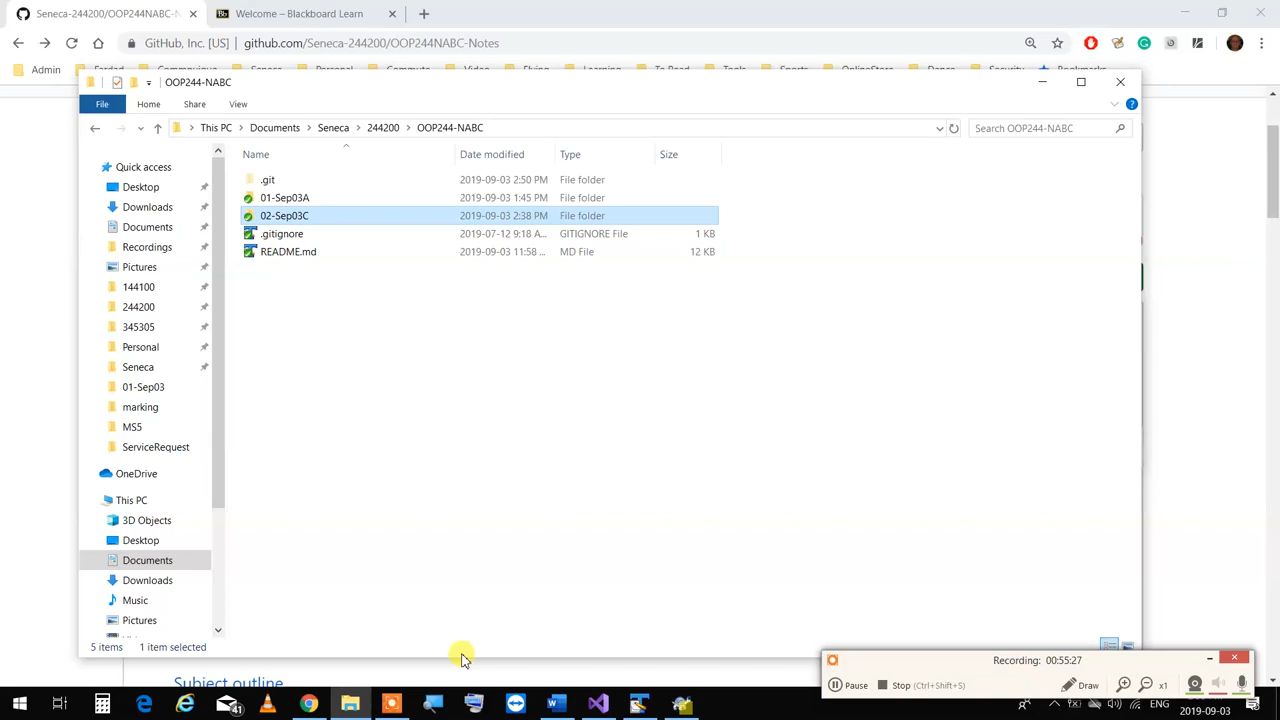 Seneca-244200/OOP244NABC-Notes
Welcome – Blackboard Learn
GitHub, Inc. [US] | github.com/Seneca-244200/OOP244NABC-Notes
Admin
OOP244-NABC
File Home Share View
This PC > Documents > Seneca > 244200 > OOP244-NABC
Search OOP244-NABC
Name Date modified Type Size
.git 2019-09-03 2:50 PM File folder
01-Sep03A 2019-09-03 1:45 PM File folder
02-Sep03C 2019-09-03 2:38 PM File folder
.gitignore 2019-07-12 9:18 A... GITIGNORE File 1 KB
README.md 2019-09-03 11:58 ... MD File 12 KB
Quick access
Desktop
Downloads
Documents
Recordings
Pictures
144100
244200
345305
Personal
Seneca
01-Sep03
marking
MS5
ServiceRequest
OneDrive
This PC
3D Objects
Desktop
Documents
Downloads
Music
Pictures
5 items 1 item selected
Subject outline
Recording: 00:55:27
Pause Stop (Ctrl+Shift+S) Draw x1
41
ENG
2019-09-03